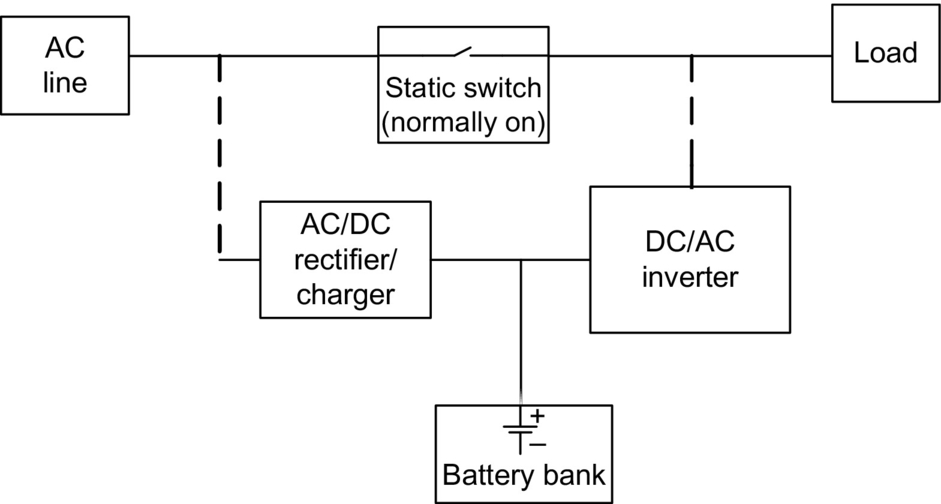 AC
line
Static switch
(normally on)
Load
AC/DC
rectifier/
charger
DC/AC
inverter
+
–
Battery bank